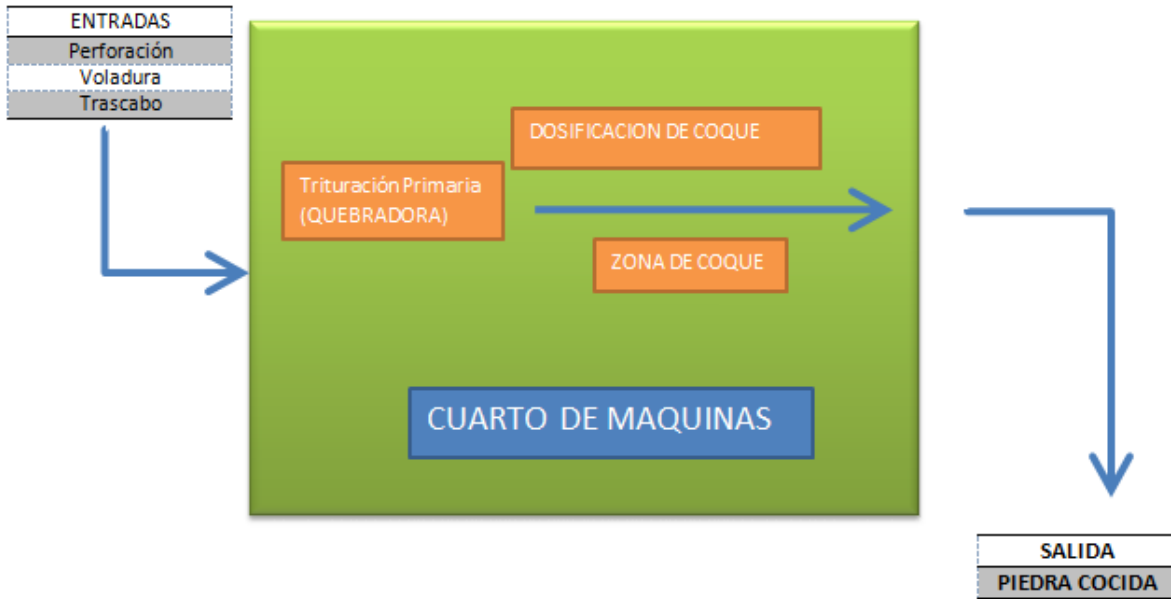 ENTRADAS
Perforación
Voladura
Trascabo
DOSIFICACION DE COQUE
Trituración Primaria
(QUEBRADORA)
ZONA DE COQUE
CUARTO DE MAQUINAS
SALIDA
PIEDRA COCIDA